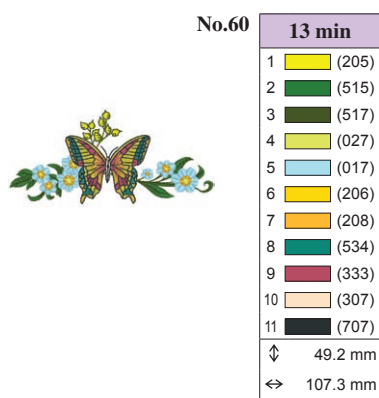 No.60
13 min
1 (205)
2 (515)
3 (517)
4 (027)
5 (017)
6 (206)
7 (208)
8 (534)
9 (333)
10 (307)
11 (707)
↕ 49.2 mm
↔ 107.3 mm